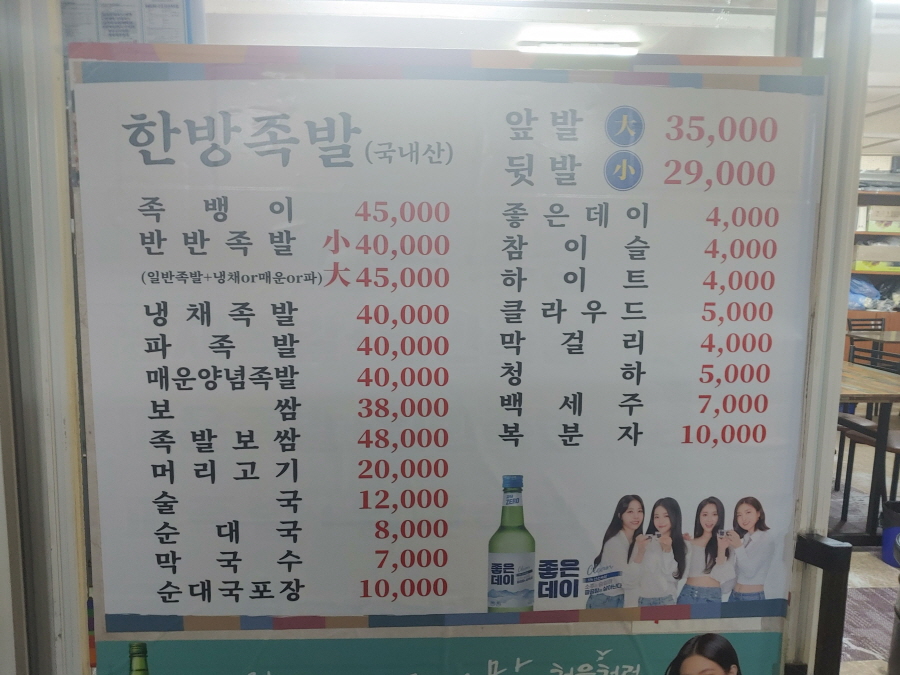 한방족발 (국내산)
족뱅이 45,000
반반족발 小 40,000
(일반족발+냉채or매운or파) 大 45,000
냉채족발 40,000
파족발 40,000
매운양념족발 40,000
보쌈 38,000
족발보쌈 48,000
머리고기 20,000
술국 12,000
순대국 8,000
막국수 7,000
순대국포장 10,000
앞발 大 35,000
뒷발 小 29,000
좋은데이 4,000
참이슬 4,000
하이트 4,000
클라우드 5,000
막걸리 4,000
청하 5,000
백세주 7,000
복분자 10,000
좋은
데이
좋은
데이
처음처럼